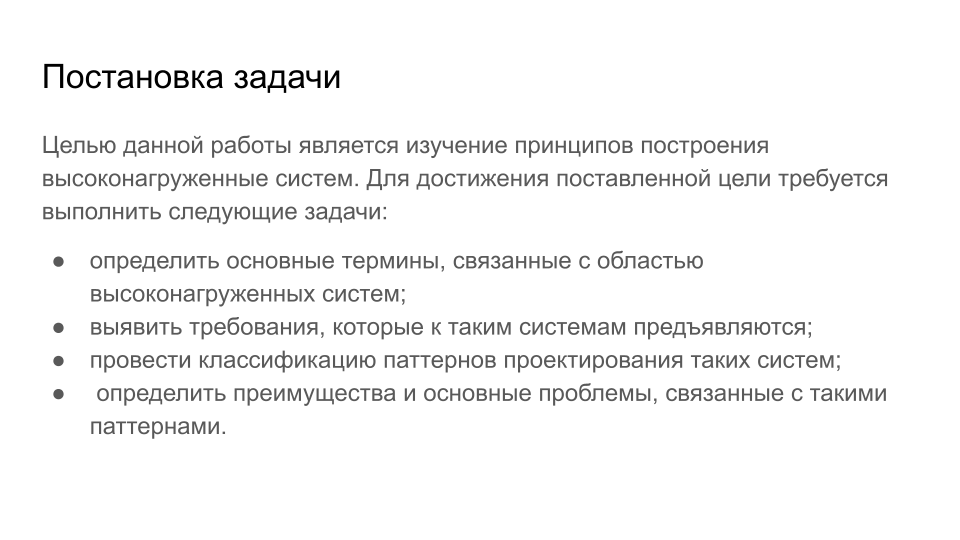 Постановка задачи
Целью данной работы является изучение принципов построения
высоконагруженные систем. Для достижения поставленной цели требуется
выполнить следующие задачи:
● определить основные термины, связанные с областью
высоконагруженных систем;
● выявить требования, которые к таким системам предъявляются;
● провести классификацию паттернов проектирования таких систем;
● определить преимущества и основные проблемы, связанные с такими
паттернами.